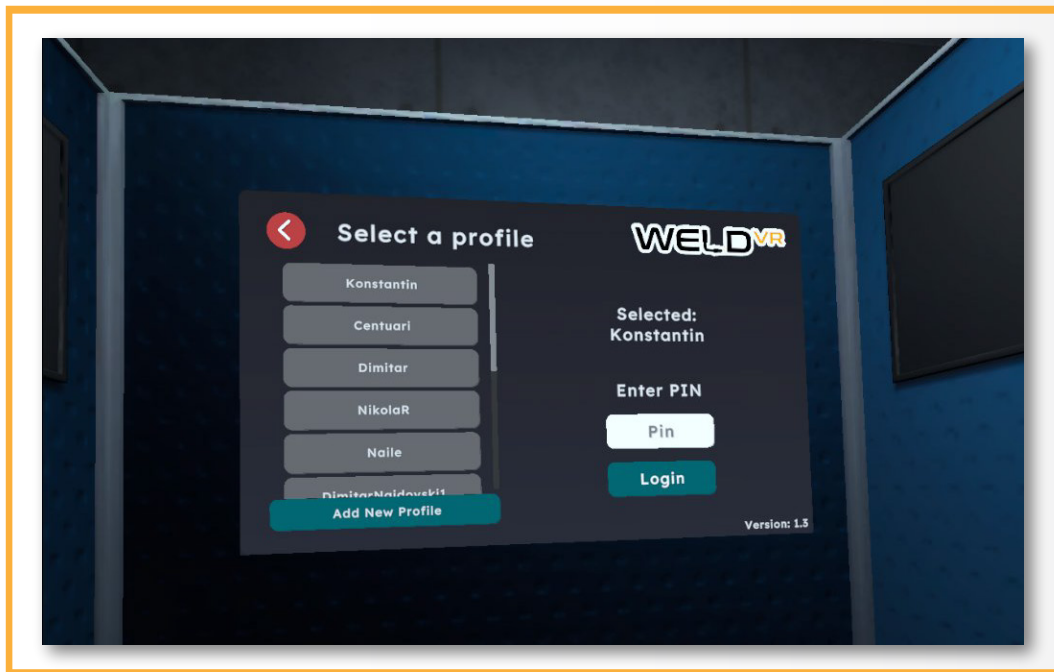 Select a profile
WELDVR
Konstantin
Centuari
Dimitar
NikolaR
Naile
DimitarNajdovski1
Add New Profile
Selected:
Konstantin
Enter PIN
Pin
Login
Version: 1.3